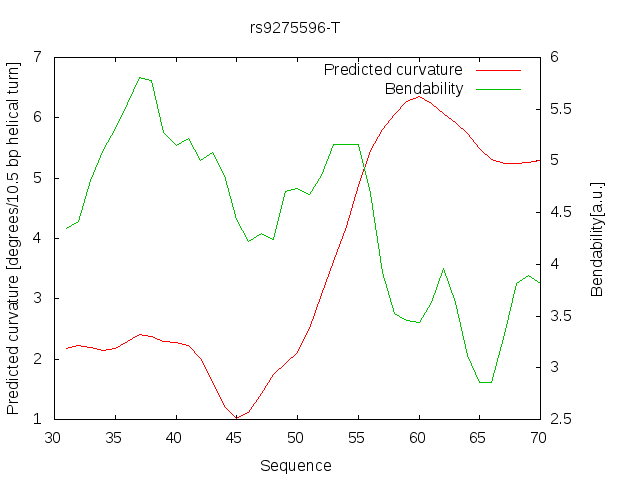 rs9275596-T
Predicted curvature
Bendability
Predicted curvature [degrees/10.5 bp helical turn]
7
6
5
4
3
2
1
6
5.5
5
4.5
4
3.5
3
2.5
Bendability[a.u.]
30 35 40 45 50 55 60 65 70
Sequence